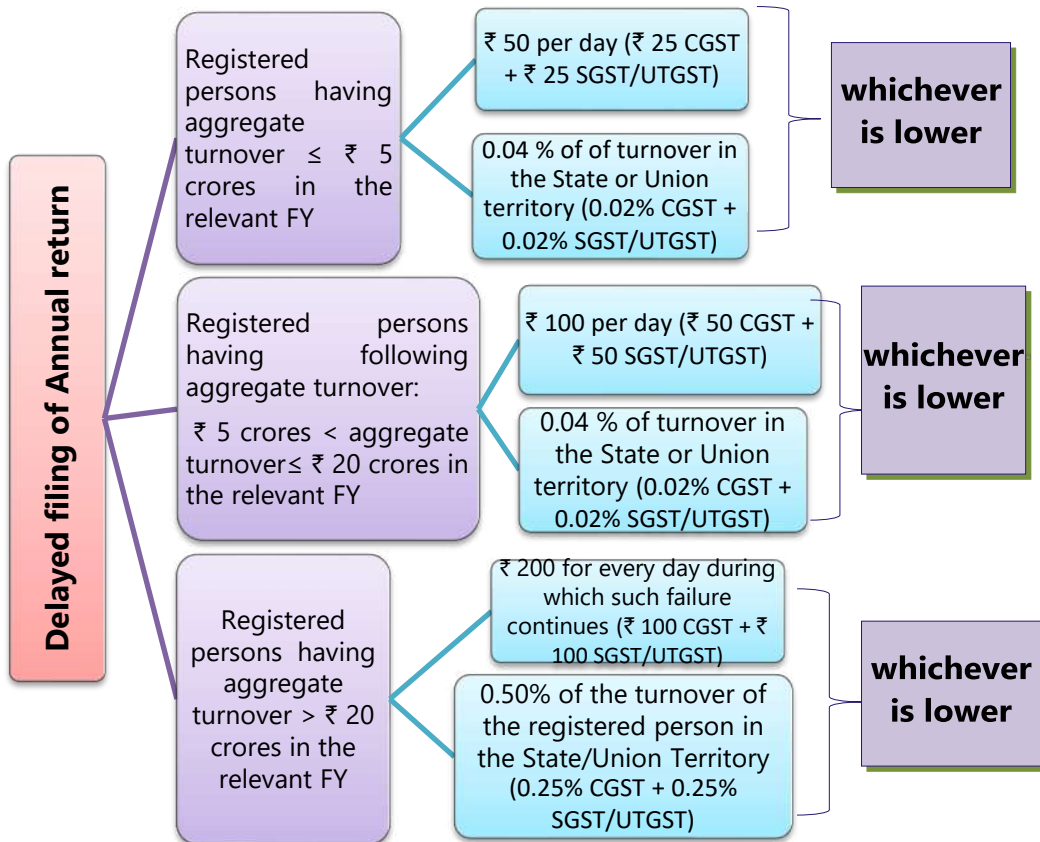 Delayed filing of Annual return
Registered
persons having
aggregate
turnover ≤ ₹ 5
crores in the
relevant FY
₹ 50 per day (₹ 25 CGST
+ ₹ 25 SGST/UTGST)
0.04 % of of turnover in
the State or Union
territory (0.02% CGST +
0.02% SGST/UTGST)
whichever
is lower
Registered persons
having following
aggregate turnover:
₹ 5 crores < aggregate
turnover≤ ₹ 20 crores in
the relevant FY
₹ 100 per day (₹ 50 CGST +
₹ 50 SGST/UTGST)
0.04 % of turnover in
the State or Union
territory (0.02% CGST +
0.02% SGST/UTGST)
whichever
is lower
Registered
persons having
aggregate
turnover > ₹ 20
crores in the
relevant FY
₹ 200 for every day during
which such failure
continues (₹ 100 CGST + ₹
100 SGST/UTGST)
0.50% of the turnover of
the registered person in
the State/Union Territory
(0.25% CGST + 0.25%
SGST/UTGST)
whichever
is lower